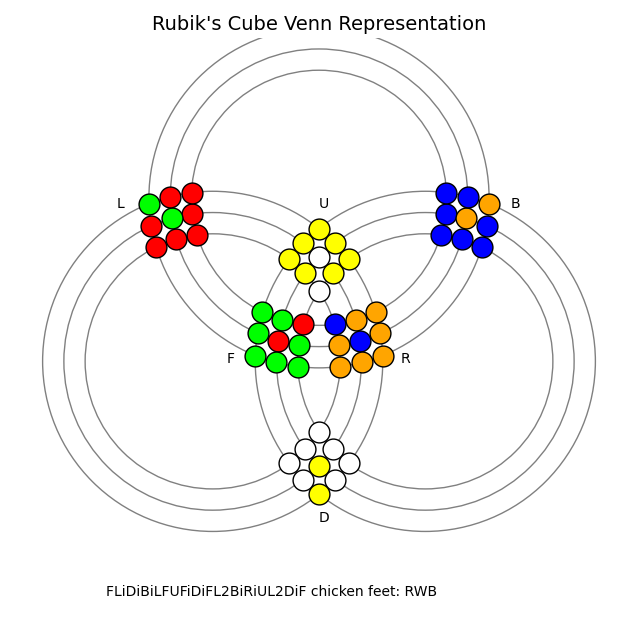 Rubik's Cube Venn Representation
L
U
B
F
R
D
FLiDiBiLFUFiDiFL2BiRiUL2DiF chicken feet: RWB